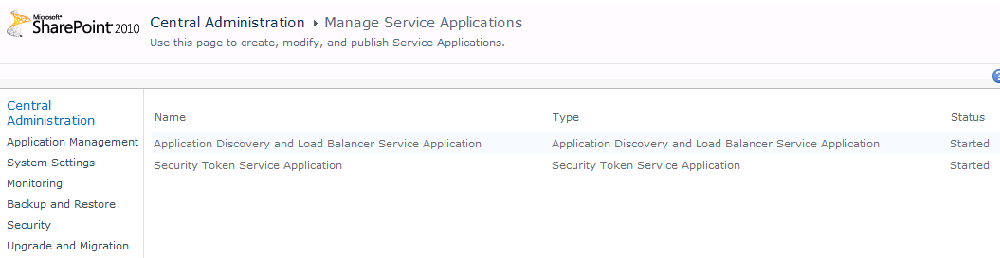 Microsoft®
SharePoint 2010
Central Administration ▸ Manage Service Applications
Use this page to create, modify, and publish Service Applications.
Central
Administration
Application Management
System Settings
Monitoring
Backup and Restore
Security
Upgrade and Migration
Name Type Status
Application Discovery and Load Balancer Service Application Application Discovery and Load Balancer Service Application Started
Security Token Service Application Security Token Service Application Started